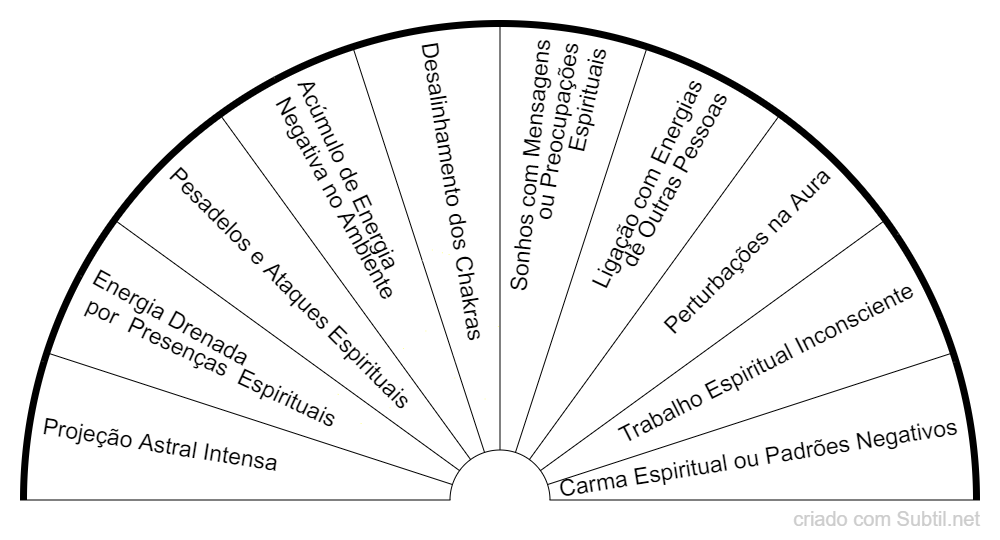 Projeção Astral Intensa
Energia Drenada
por Presenças Espirituais
Pesadelos e Ataques Espirituais
Acúmulo de Energia
Negativa no Ambiente
Desalinhamento dos Chakras
Sonhos com Mensagens
ou Preocupações
Espirituais
Ligação com Energias
de Outras Pessoas
Perturbações na Aura
Trabalho Espiritual Inconsciente
Carma Espiritual ou Padrões Negativos
criado com Subtil.net